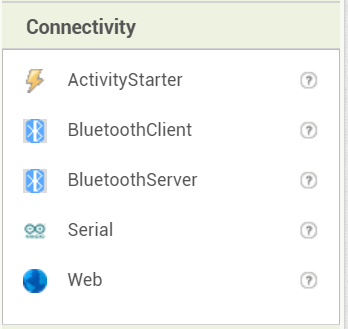 Connectivity
ActivityStarter ?
BluetoothClient ?
BluetoothServer ?
Serial ?
Web ?